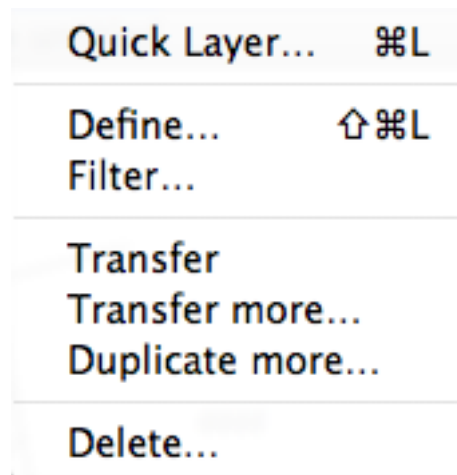 Quick Layer... ⌘L
Define... ⇧⌘L
Filter...
Transfer
Transfer more...
Duplicate more...
Delete...